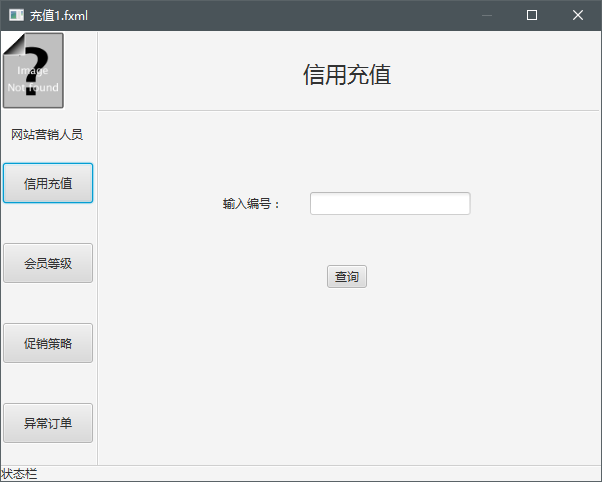 充值1.fxml
?
Image
Not found
网站营销人员
信用充值
会员等级
促销策略
异常订单
信用充值
输入编号：
查询
状态栏